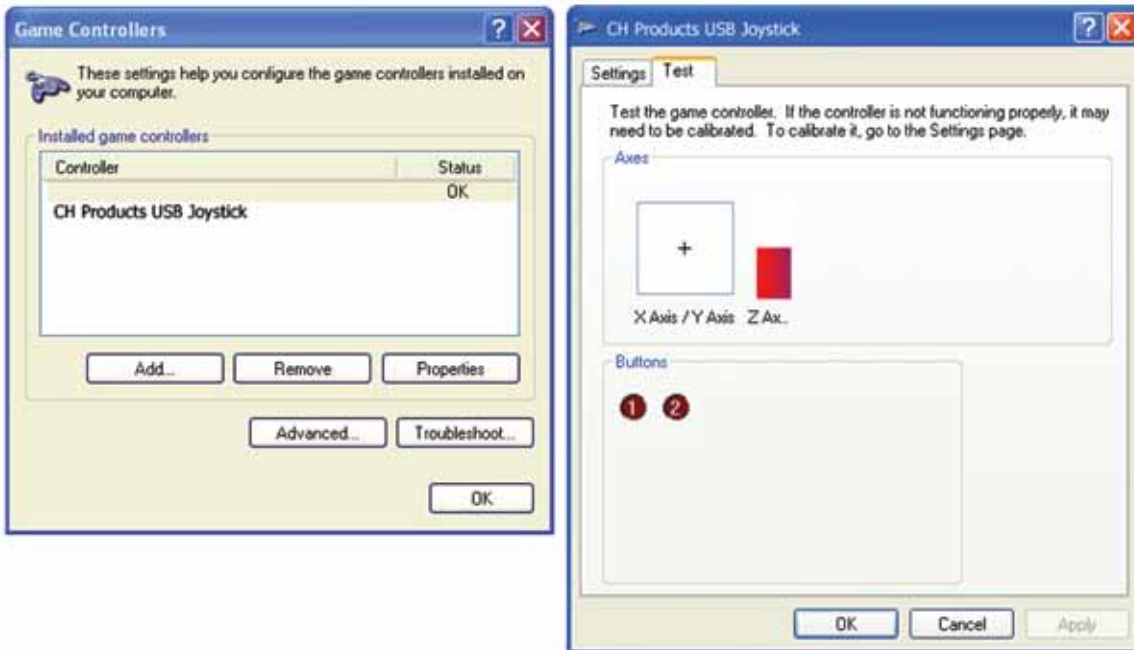 Game Controllers
These settings help you configure the game controllers installed on
your computer.
Installed game controllers
Controller Status
OK
CH Products USB Joystick
Add... Remove Properties
Advanced... Troubleshoot...
OK
CH Products USB Joystick
Settings Test
Test the game controller. If the controller is not functioning properly, it may
need to be calibrated. To calibrate it, go to the Settings page.
Axes
+
X Axis / Y Axis Z Ax...
Buttons
1 2
OK Cancel Apply